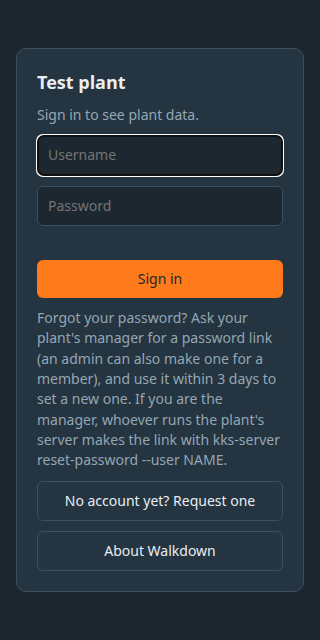 Test plant
Sign in to see plant data.
Username
Password
Sign in
Forgot your password? Ask your
plant's manager for a password link
(an admin can also make one for a
member), and use it within 3 days to
set a new one. If you are the
manager, whoever runs the plant's
server makes the link with kks-server
reset-password --user NAME.
No account yet? Request one
About Walkdown